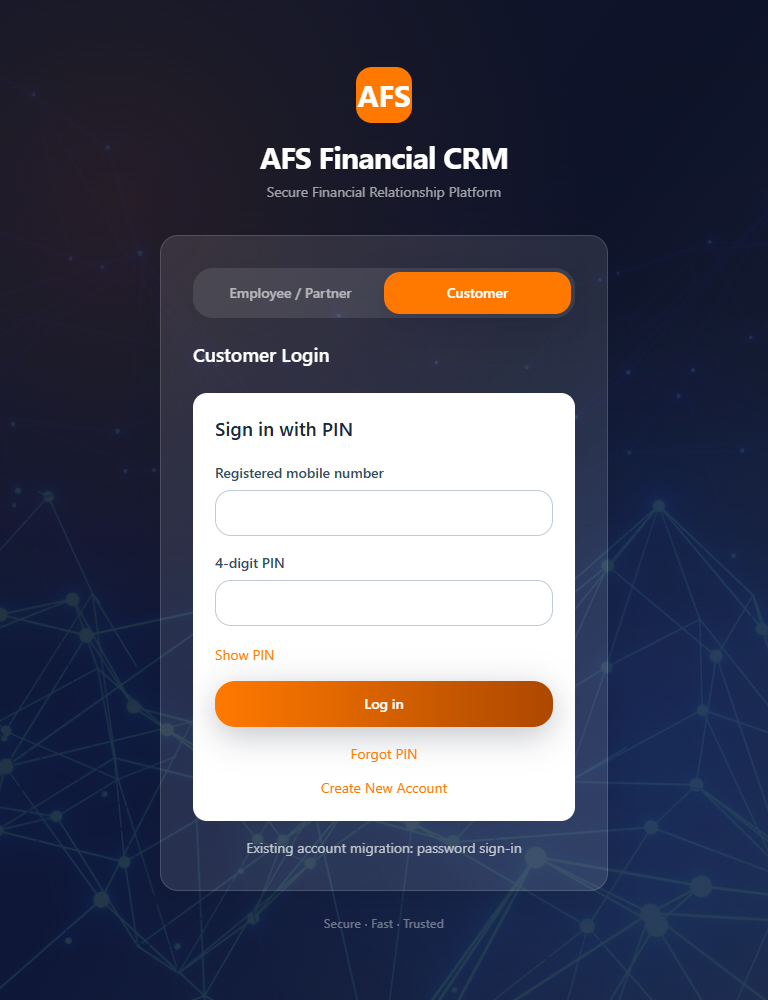 AFS
AFS Financial CRM
Secure Financial Relationship Platform
Employee / Partner
Customer
Customer Login
Sign in with PIN
Registered mobile number
4-digit PIN
Show PIN
Log in
Forgot PIN
Create New Account
Existing account migration: password sign-in
Secure · Fast · Trusted